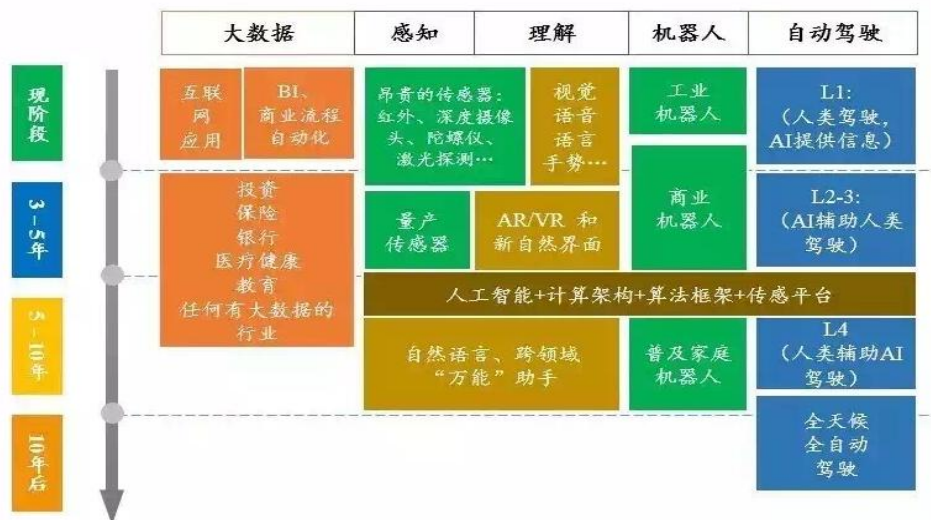 大数据
感知
理解
机器人
自动驾驶
现阶段
互联
网
应用
BI、
商业流程
自动化
昂贵的传感器：
红外、深度摄像
头、陀螺仪、
激光探测…
视觉
语音
语言
手势…
工业
机器人
L1:
（人类驾驶，
AI提供信息）
3-5年
投资
保险
银行
医疗健康
教育
任何有大数据的
行业
量产
传感器
AR/VR 和
新自然界面
商业
机器人
L2-3:
（AI辅助人类
驾驶）
人工智能+计算架构+算法框架+传感平台
5-10年
自然语言、跨领域
“万能”助手
普及家庭
机器人
L4
（人类辅助AI
驾驶）
10年后
全天候
全自动
驾驶